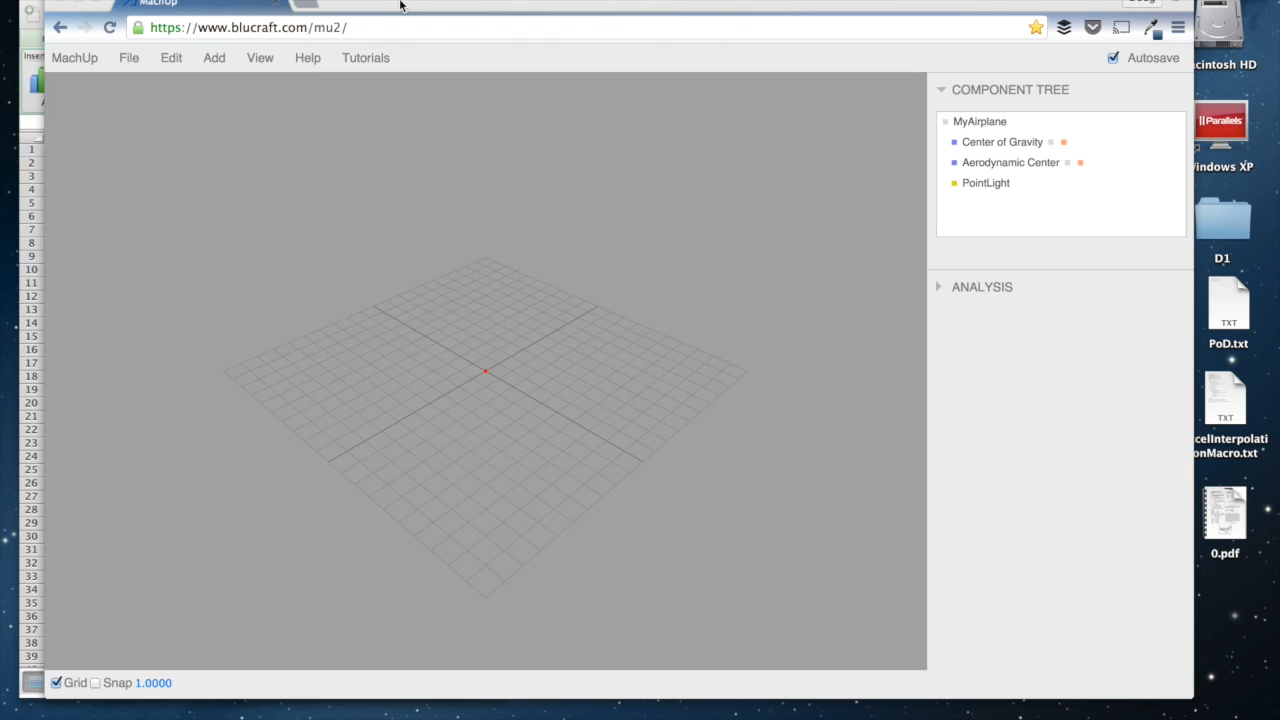 MachUp
https://www.blucraft.com/mu2/
MachUp File Edit Add View Help Tutorials Autosave
COMPONENT TREE
MyAirplane
Center of Gravity
Aerodynamic Center
PointLight
ANALYSIS
Grid Snap 1.0000
Insert
1
2
3
4
5
6
7
8
9
10
11
12
13
14
15
16
17
18
19
20
21
22
23
24
25
26
27
28
29
30
31
32
33
34
35
36
37
38
39
acintosh HD
|| Parallels
Windows XP
D1
TXT
PoD.txt
TXT
xcelInterpolati
onMacro.txt
0.pdf